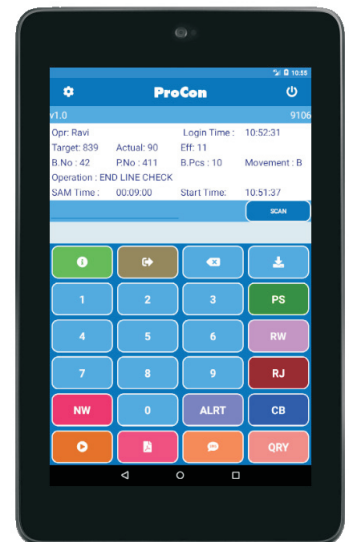 10:55
ProCon
v1.0 9106
Opr: Ravi Login Time : 10:52:31
Target: 839 Actual: 90 Eff: 11
B.No : 42 P.No : 411 B.Pcs : 10 Movement : B
Operation : END LINE CHECK
SAM Time : 00:09:00 Start Time: 10:51:37
SCAN
1 2 3 PS
4 5 6 RW
7 8 9 RJ
NW 0 ALRT CB
QRY